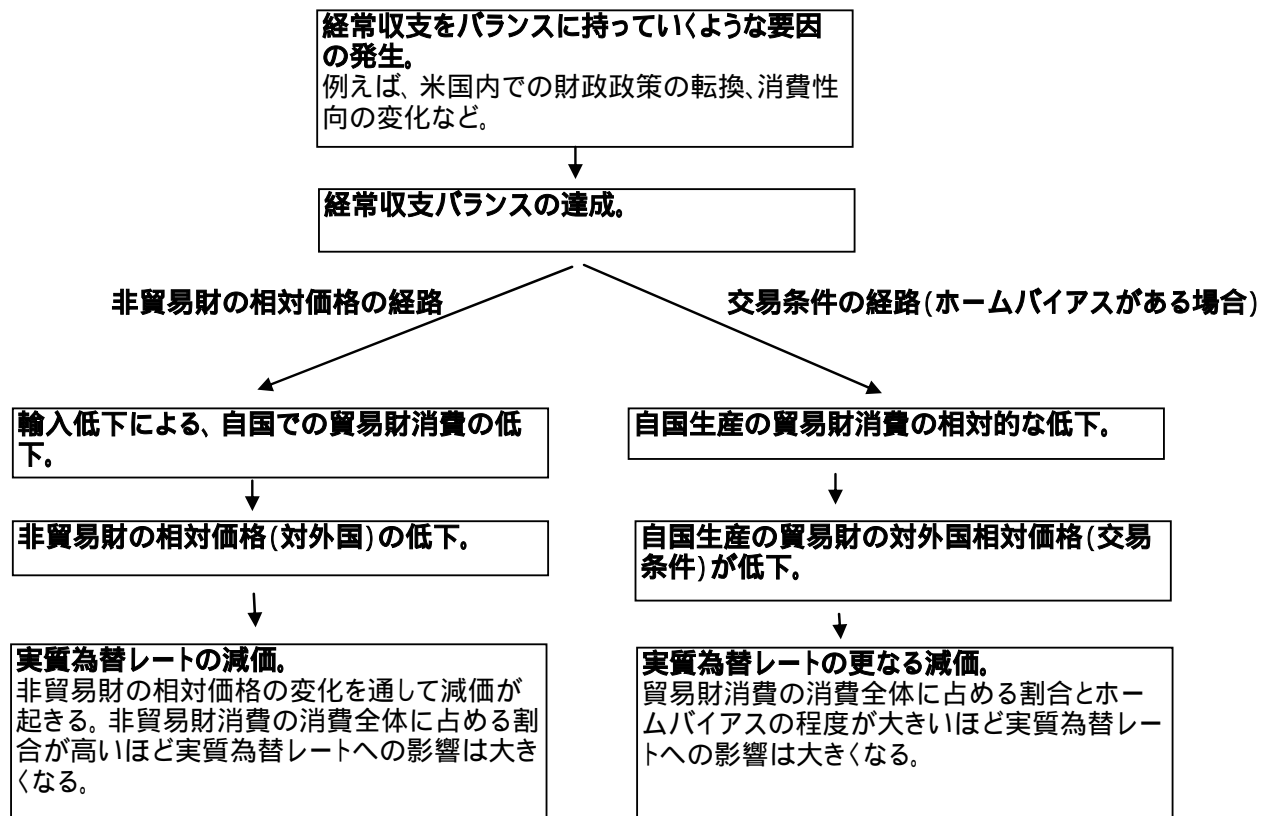 経常収支をバランスに持っていくような要因
の発生。
例えば、米国内での財政政策の転換、消費性
向の変化など。
経常収支バランスの達成。
非貿易財の相対価格の経路
交易条件の経路(ホームバイアスがある場合)
輸入低下による、自国での貿易財消費の低
下。
非貿易財の相対価格(対外国)の低下。
実質為替レートの減価。
非貿易財の相対価格の変化を通して減価が
起きる。非貿易財消費の消費全体に占める割
合が高いほど実質為替レートへの影響は大き
くなる。
自国生産の貿易財消費の相対的な低下。
自国生産の貿易財の対外国相対価格(交易
条件)が低下。
実質為替レートの更なる減価。
貿易財消費の消費全体に占める割合とホー
ムバイアスの程度が大きいほど実質為替レー
トへの影響は大きくなる。